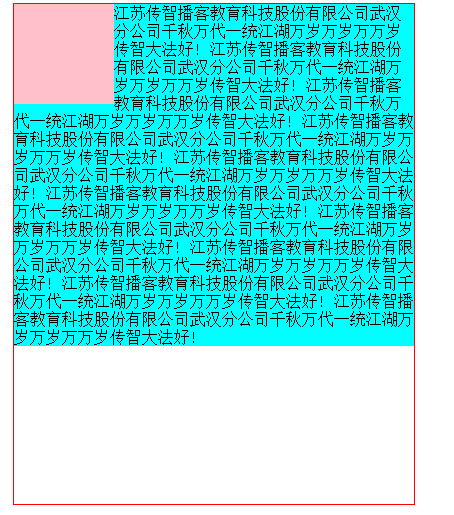 江苏传智播客教育科技股份有限公司武汉
分公司千秋万代一统江湖万岁万岁万万岁
传智大法好！江苏传智播客教育科技股份
有限公司武汉分公司千秋万代一统江湖万
岁万岁万万岁传智大法好！江苏传智播客
教育科技股份有限公司武汉分公司千秋万
代一统江湖万岁万岁万万岁传智大法好！江苏传智播客教
育科技股份有限公司武汉分公司千秋万代一统江湖万岁万
岁万万岁传智大法好！江苏传智播客教育科技股份有限公
司武汉分公司千秋万代一统江湖万岁万岁万万岁传智大法
好！江苏传智播客教育科技股份有限公司武汉分公司千秋
万代一统江湖万岁万岁万万岁传智大法好！江苏传智播客
教育科技股份有限公司武汉分公司千秋万代一统江湖万岁
万岁万万岁传智大法好！江苏传智播客教育科技股份有限
公司武汉分公司千秋万代一统江湖万岁万岁万万岁传智大
法好！江苏传智播客教育科技股份有限公司武汉分公司千
秋万代一统江湖万岁万岁万万岁传智大法好！江苏传智播
客教育科技股份有限公司武汉分公司千秋万代一统江湖万
岁万岁万万岁传智大法好！